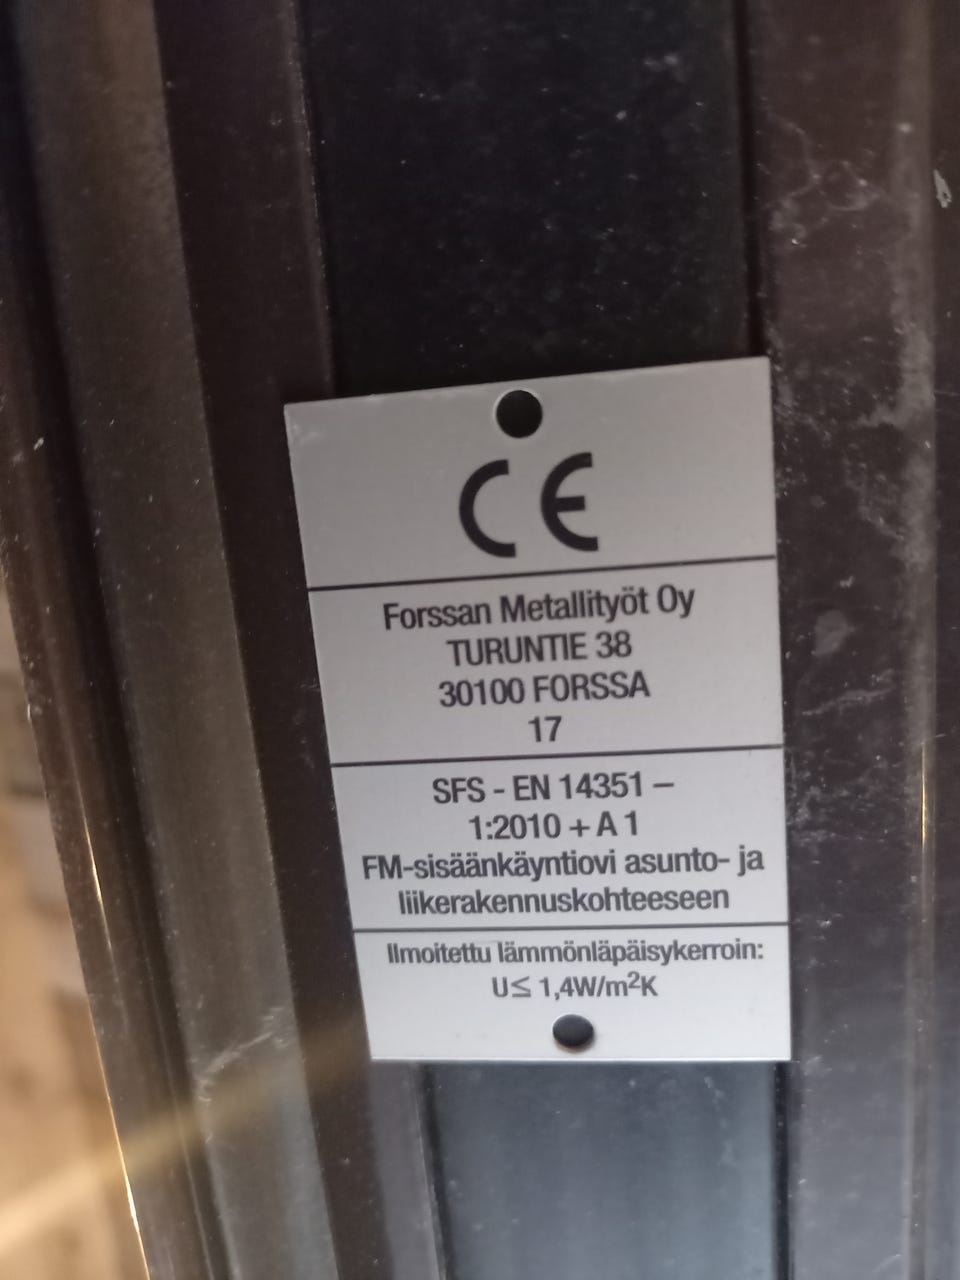 CE
Forssan Metallityöt Oy
TURUNTIE 38
30100 FORSSA
17
SFS - EN 14351 –
1:2010 + A 1
FM-sisäänkäyntiovi asunto- ja
liikerakennuskohteeseen
Ilmoitettu lämmönläpäisykerroin:
U≤ 1,4W/m²K